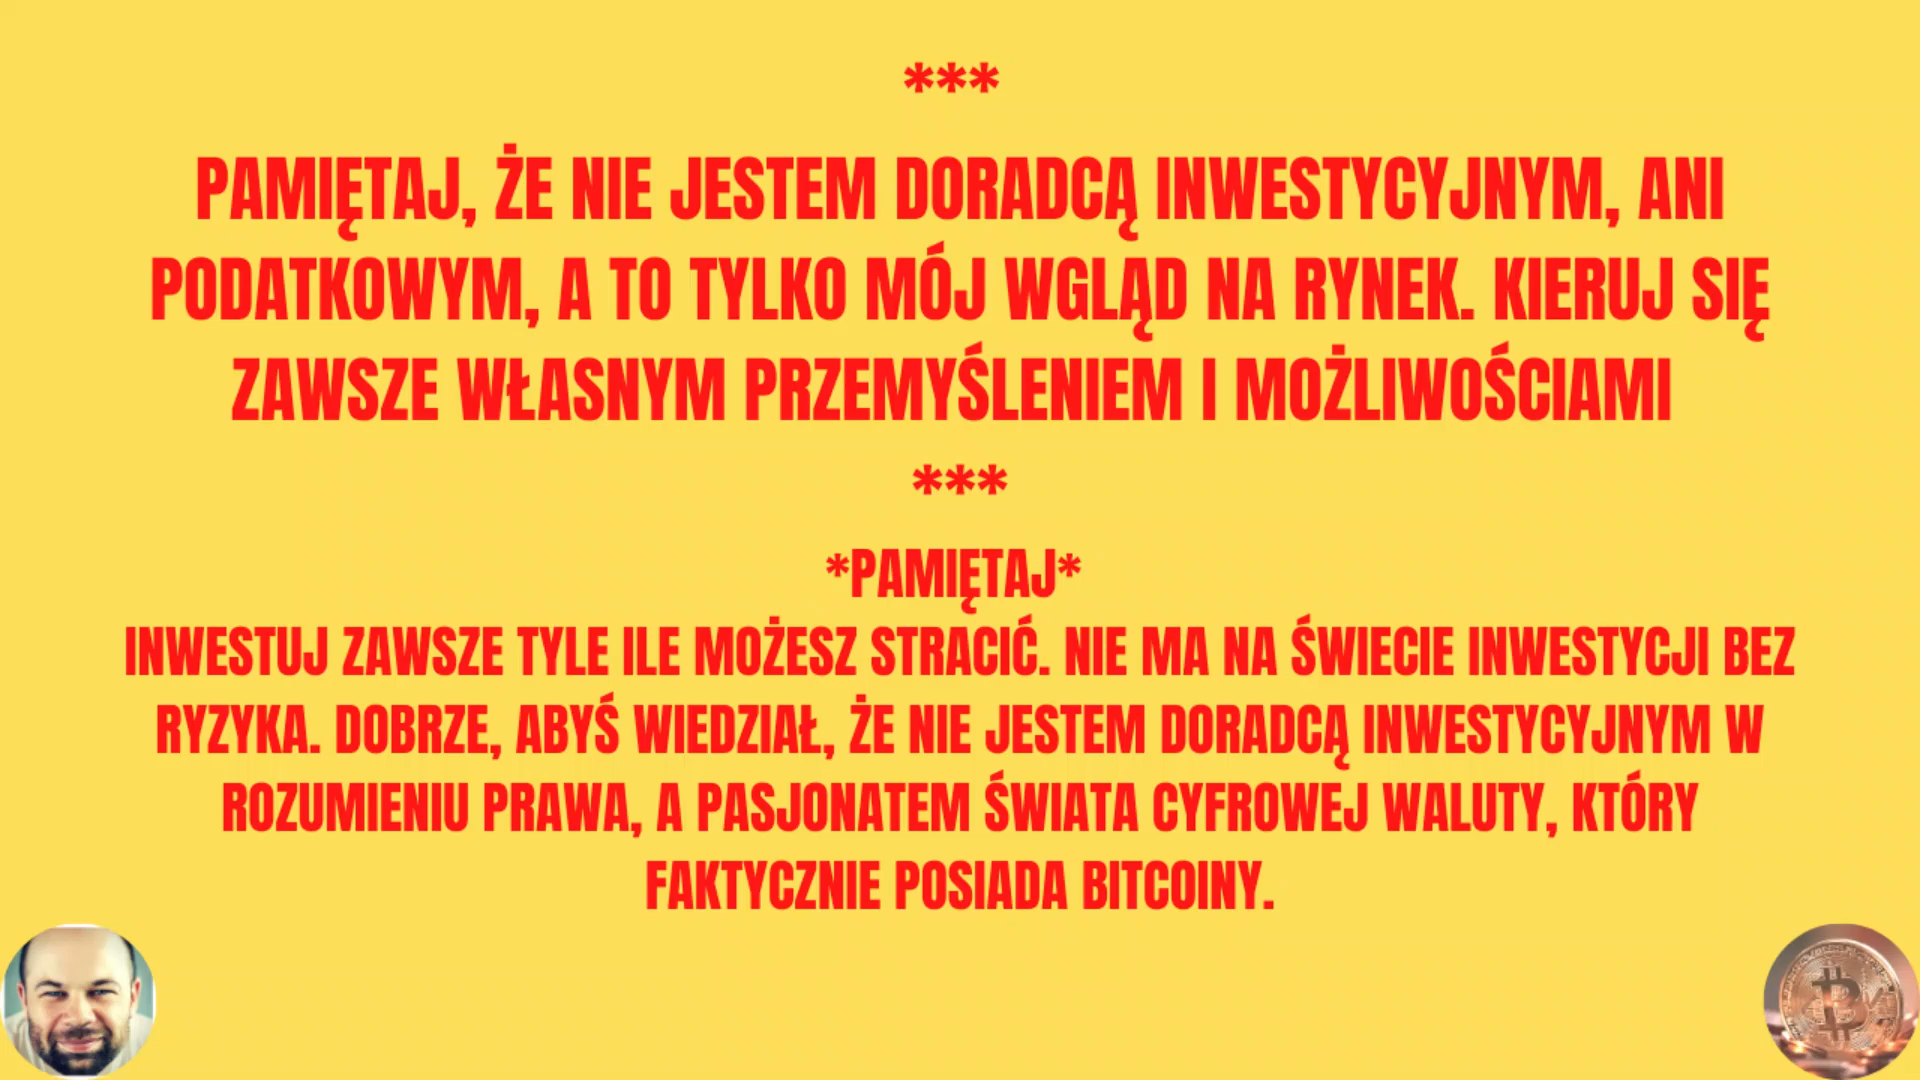 ***
PAMIĘTAJ, ŻE NIE JESTEM DORADCĄ INWESTYCYJNYM, ANI
PODATKOWYM, A TO TYLKO MÓJ WGLĄD NA RYNEK. KIERUJ SIĘ
ZAWSZE WŁASNYM PRZEMYŚLENIEM I MOŻLIWOŚCIAMI
***
*PAMIĘTAJ*
INWESTUJ ZAWSZE TYLE ILE MOŻESZ STRACIĆ. NIE MA NA ŚWIECIE INWESTYCJI BEZ
RYZYKA. DOBRZE, ABYŚ WIEDZIAŁ, ŻE NIE JESTEM DORADCĄ INWESTYCYJNYM W
ROZUMIENIU PRAWA, A PASJONATEM ŚWIATA CYFROWEJ WALUTY, KTÓRY
FAKTYCZNIE POSIADA BITCOINY.